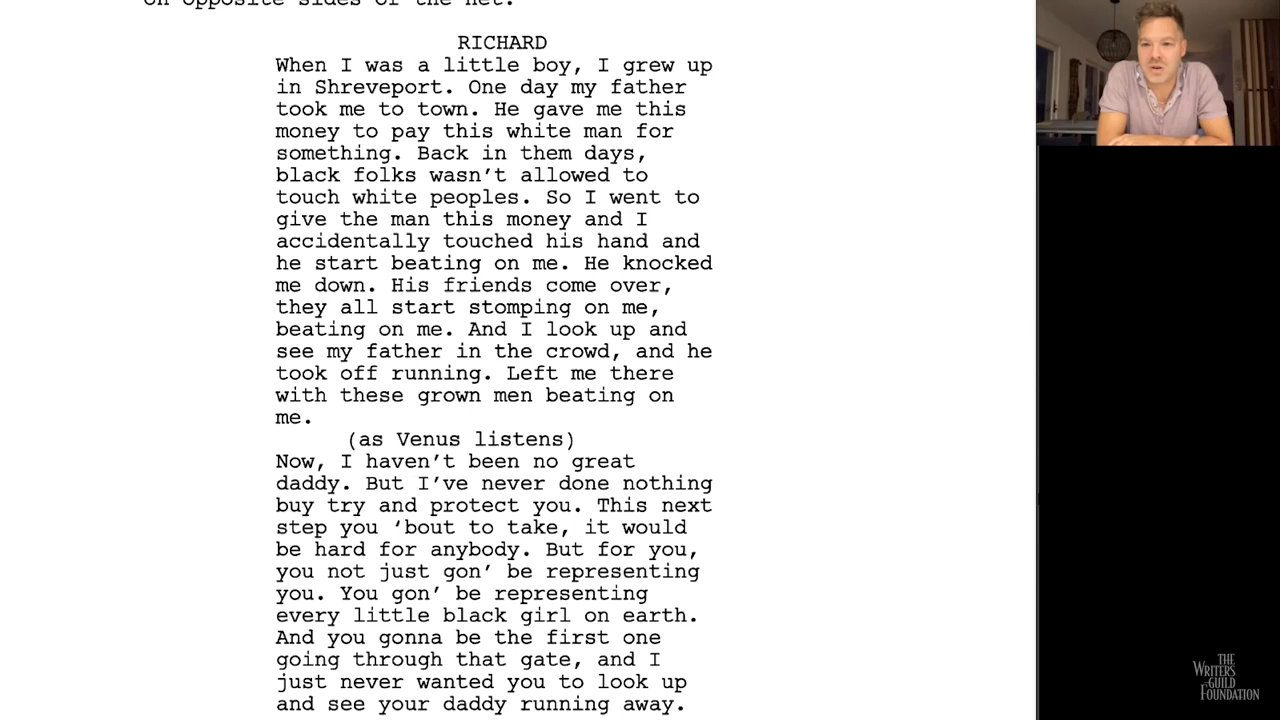 on opposite sides of the net.
RICHARD
When I was a little boy, I grew up
in Shreveport. One day my father
took me to town. He gave me this
money to pay this white man for
something. Back in them days,
black folks wasn't allowed to
touch white peoples. So I went to
give the man this money and I
accidentally touched his hand and
he start beating on me. He knocked
me down. His friends come over,
they all start stomping on me,
beating on me. And I look up and
see my father in the crowd, and he
took off running. Left me there
with these grown men beating on
me.
(as Venus listens)
Now, I haven't been no great
daddy. But I've never done nothing
buy try and protect you. This next
step you ‘bout to take, it would
be hard for anybody. But for you,
you not just gon’ be representing
you. You gon’ be representing
every little black girl on earth.
And you gonna be the first one
going through that gate, and I
just never wanted you to look up
and see your daddy running away.
THE
WRITERS
GUILD
FOUNDATION